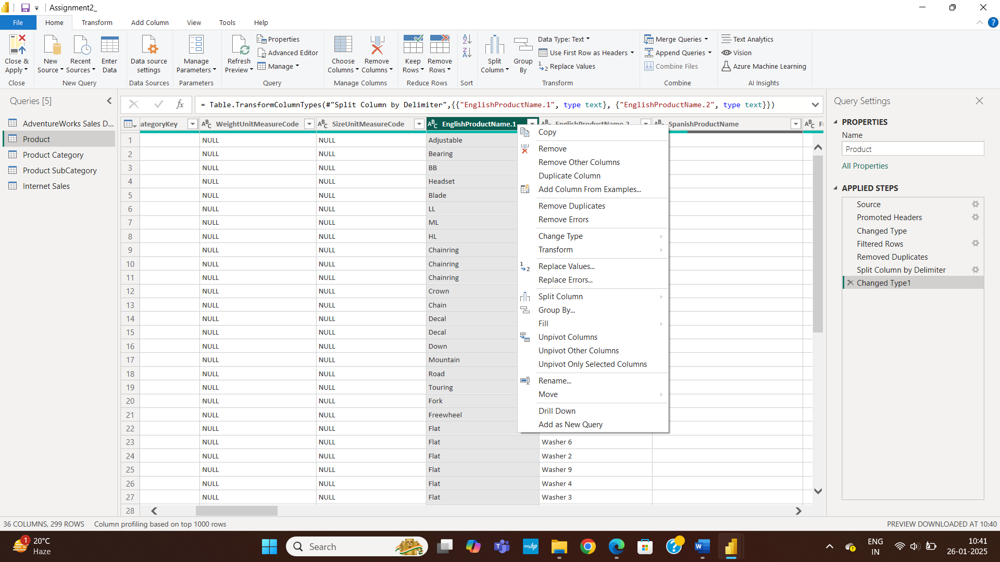 Assignment2_
File
Home
Transform
Add Column
View
Tools
Help
?
Close &
Apply
Close
New
Source
Recent
Sources
Enter
Data
New Query
Data source
settings
Data Sources
Manage
Parameters
Parameters
Refresh
Preview
Properties
Advanced Editor
Manage
Query
Choose
Columns
Remove
Columns
Manage Columns
Keep
Rows
Remove
Rows
Reduce Rows
Sort
Split
Column
Group
By
Data Type: Text
Use First Row as Headers
Replace Values
Transform
Merge Queries
Append Queries
Combine Files
Combine
Text Analytics
Vision
Azure Machine Learning
AI Insights
Queries [5]
AdventureWorks Sales D...
Product
Product Category
Product SubCategory
Internet Sales
fx
= Table.TransformColumnTypes(#"Split Column by Delimiter",{{"EnglishProductName.1", type text}, {"EnglishProductName.2", type text}})
ategoryKey
WeightUnitMeasureCode
SizeUnitMeasureCode
EnglishProductName.1
EnglishProductName.2
SpanishProductName
1 NULL NULL Adjustable
2 NULL NULL Bearing
3 NULL NULL BB
4 NULL NULL Headset
5 NULL NULL Blade
6 NULL NULL LL
7 NULL NULL ML
8 NULL NULL HL
9 NULL NULL Chainring
10 NULL NULL Chainring
11 NULL NULL Chainring
12 NULL NULL Crown
13 NULL NULL Chain
14 NULL NULL Decal
15 NULL NULL Decal
16 NULL NULL Down
17 NULL NULL Mountain
18 NULL NULL Road
19 NULL NULL Touring
20 NULL NULL Fork
21 NULL NULL Freewheel
22 NULL NULL Flat
23 NULL NULL Flat Washer 6
24 NULL NULL Flat Washer 2
25 NULL NULL Flat Washer 9
26 NULL NULL Flat Washer 4
27 NULL NULL Flat Washer 3
28
Copy
Remove
Remove Other Columns
Duplicate Column
Add Column From Examples...
Remove Duplicates
Remove Errors
Change Type
Transform
Replace Values...
Replace Errors...
Split Column
Group By...
Fill
Unpivot Columns
Unpivot Other Columns
Unpivot Only Selected Columns
Rename...
Move
Drill Down
Add as New Query
Query Settings
PROPERTIES
Name
Product
All Properties
APPLIED STEPS
Source
Promoted Headers
Changed Type
Filtered Rows
Removed Duplicates
Split Column by Delimiter
Changed Type1
36 COLUMNS, 299 ROWS
Column profiling based on top 1000 rows
PREVIEW DOWNLOADED AT 10:40
1
20°C
Haze
Search
myhp
ENG
IN
10:41
26-01-2025